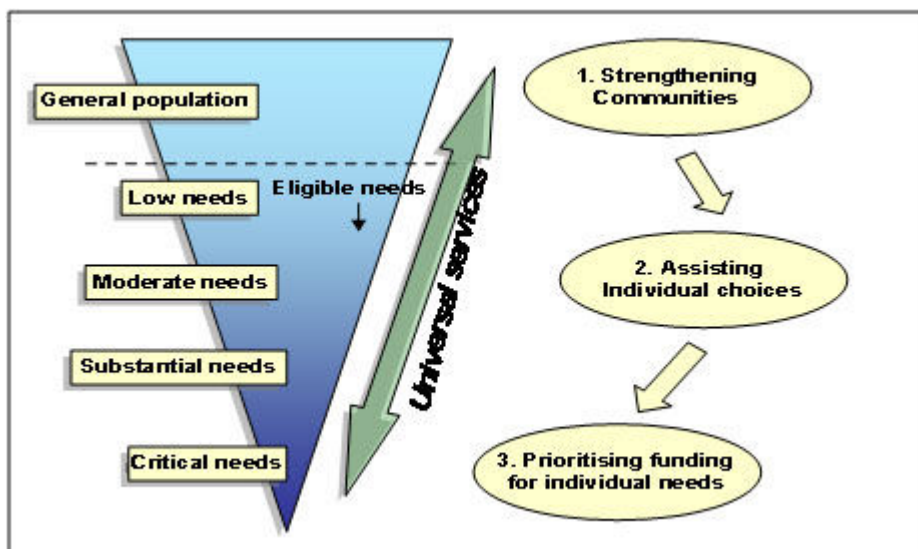 General population
Low needs
Eligible needs
Moderate needs
Substantial needs
Critical needs
Universal services
1. Strengthening
Communities
2. Assisting
Individual choices
3. Prioritising funding
for individual needs